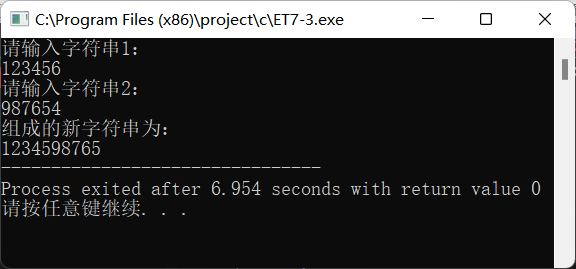 C:\Program Files (x86)\project\c\ET7-3.exe
请输入字符串1:
123456
请输入字符串2:
987654
组成的新字符串为:
1234598765
--------------------------------
Process exited after 6.954 seconds with return value 0
请按任意键继续. . .